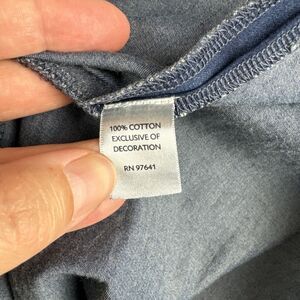 100% COTTON
EXCLUSIVE OF
DECORATION
RN 97641